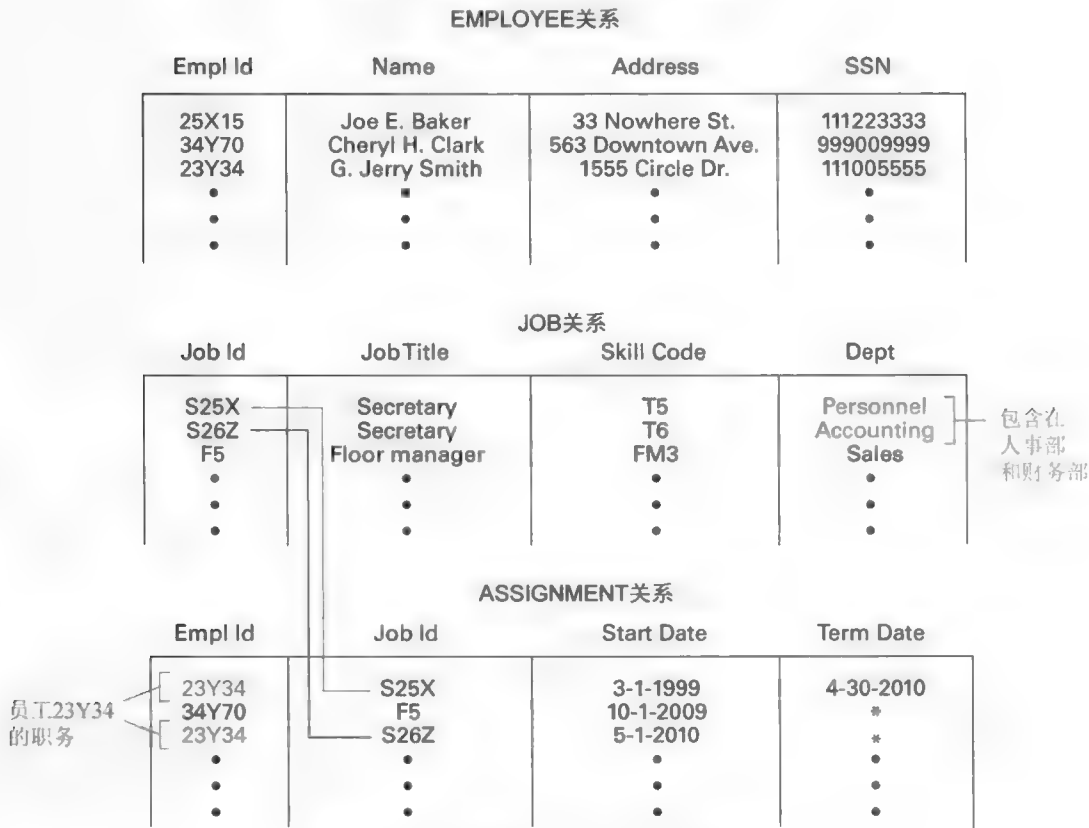 EMPLOYEE关系
Empl Id Name Address SSN
25X15 Joe E. Baker 33 Nowhere St. 111223333
34Y70 Cheryl H. Clark 563 Downtown Ave. 999009999
23Y34 G. Jerry Smith 1555 Circle Dr. 111005555
JOB关系
Job Id Job Title Skill Code Dept
S25X Secretary T5 Personnel
S26Z Secretary T6 Accounting
F5 Floor manager FM3 Sales
包含在
人事部
和财务部
ASSIGNMENT关系
Empl Id Job Id Start Date Term Date
23Y34 S25X 3-1-1999 4-30-2010
34Y70 F5 10-1-2009 *
23Y34 S26Z 5-1-2010 *
员工23Y34
的职务